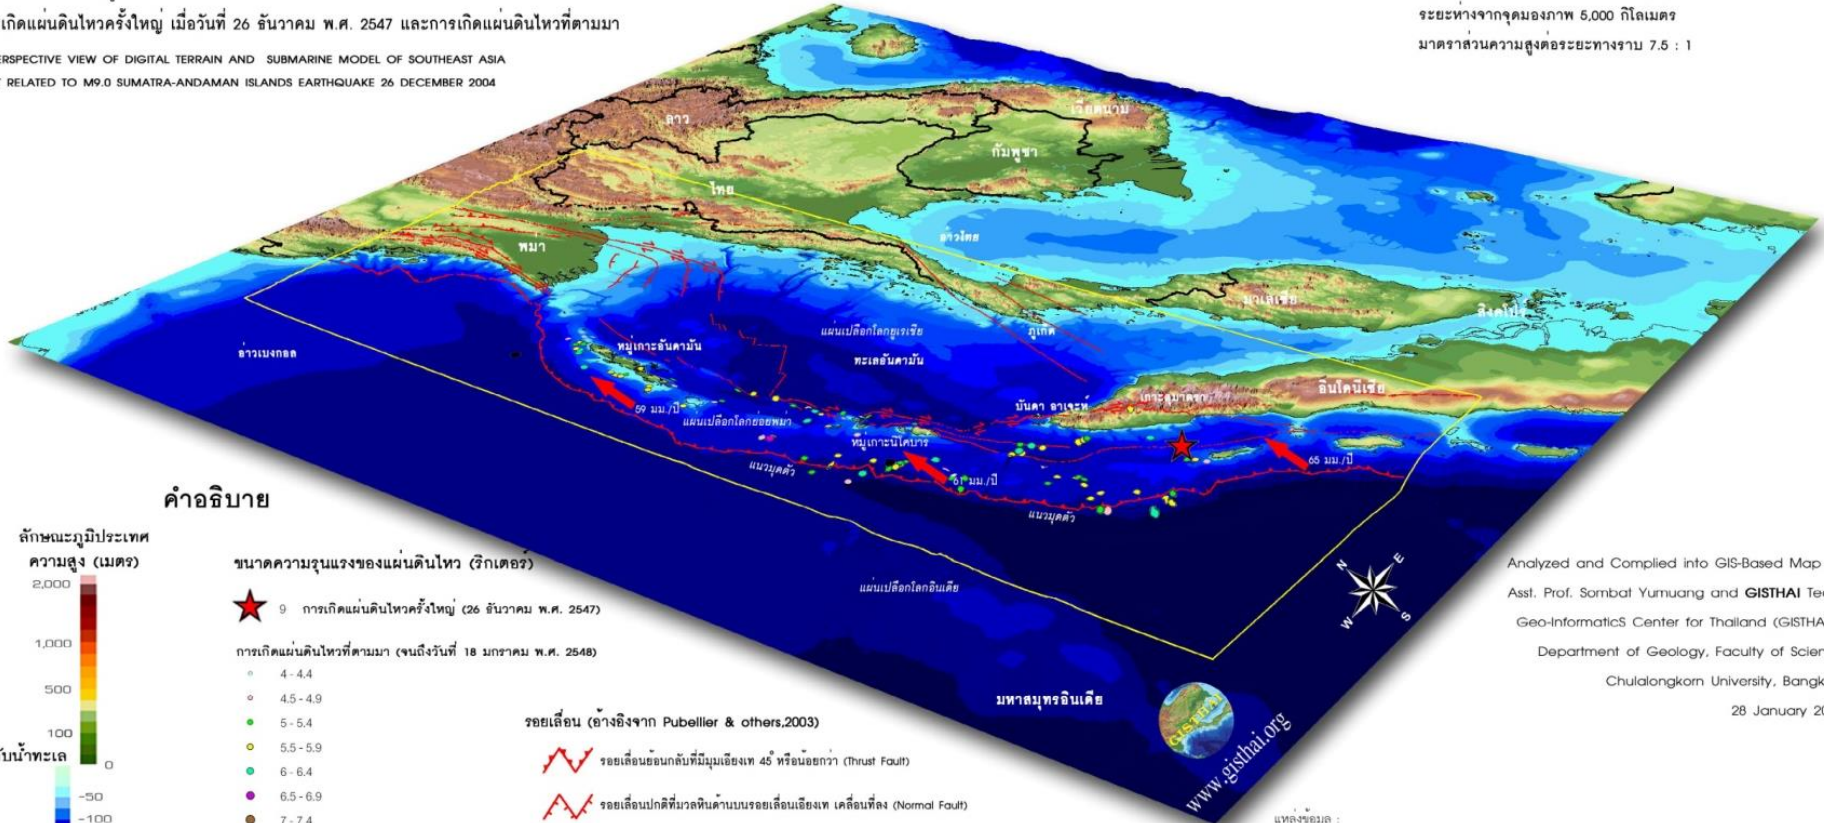 เกิดแผ่นดินไหวครั้งใหญ่ เมื่อวันที่ 26 ธันวาคม พ.ศ. 2547 และการเกิดแผ่นดินไหวที่ตามมา
ERSPECTIVE VIEW OF DIGITAL TERRAIN AND SUBMARINE MODEL OF SOUTHEAST ASIA
RELATED TO M9.0 SUMATRA-ANDAMAN ISLANDS EARTHQUAKE 26 DECEMBER 2004
ระยะห่างจากจุดมองภาพ 5,000 กิโลเมตร
มาตราส่วนความสูงต่อระยะทางราบ 7.5 : 1
ลาว
เวียดนาม
กัมพูชา
ไทย
พม่า
อ่าวไทย
มาเลเซีย
สิงคโปร์
แผ่นเปลือกโลกยูเรเซีย
ภูเก็ต
อ่าวเบงกอล
หมู่เกาะอันดามัน
ทะเลอันดามัน
อินโดนีเซีย
เกาะสุมาตรา
บันดา อาเจะห์
59 มม./ปี
แผ่นเปลือกโลกย่อยพม่า
หมู่เกาะนิโคบาร์
65 มม./ปี
แนวมุดตัว
61 มม./ปี
แนวมุดตัว
แผ่นเปลือกโลกอินเดีย
มหาสมุทรอินเดีย
N
E
W
S
GISTHAI
www.gisthai.org
คำอธิบาย
ลักษณะภูมิประเทศ
ความสูง (เมตร)
2,000
1,000
500
100
0
-50
-100
ับน้ำทะเล
ขนาดความรุนแรงของแผ่นดินไหว (ริกเตอร์)
9 การเกิดแผ่นดินไหวครั้งใหญ่ (26 ธันวาคม พ.ศ. 2547)
การเกิดแผ่นดินไหวที่ตามมา (จนถึงวันที่ 18 มกราคม พ.ศ. 2548)
4 - 4.4
4.5 - 4.9
5 - 5.4
5.5 - 5.9
6 - 6.4
6.5 - 6.9
7 - 7.4
รอยเลื่อน (อ้างอิงจาก Pubellier & others,2003)
รอยเลื่อนย้อนกลับที่มีมุมเอียงเท 45° หรือน้อยกว่า (Thrust Fault)
รอยเลื่อนปกติที่มวลหินด้านบนรอยเลื่อนเอียงเท เคลื่อนที่ลง (Normal Fault)
Analyzed and Complied into GIS-Based Map
Asst. Prof. Sombat Yumuang and GISTHAI Te
Geo-InformaticS Center for Thailand (GISTHA
Department of Geology, Faculty of Scien
Chulalongkorn University, Bangk
28 January 20
แหล่งข้อมูล :